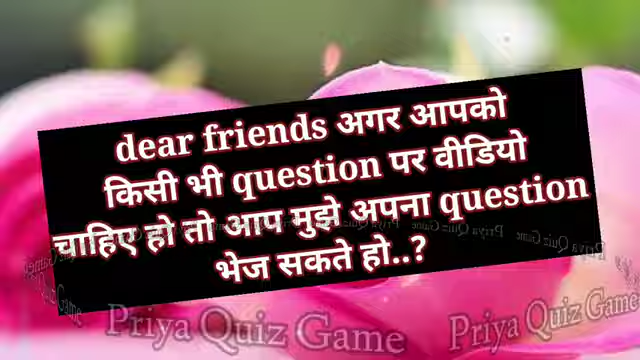 dear friends अगर आपको
किसी भी question पर वीडियो
चाहिए हो तो आप मुझे अपना question
भेज सकते हो..?
Priya Quiz Game
Priya Quiz Game